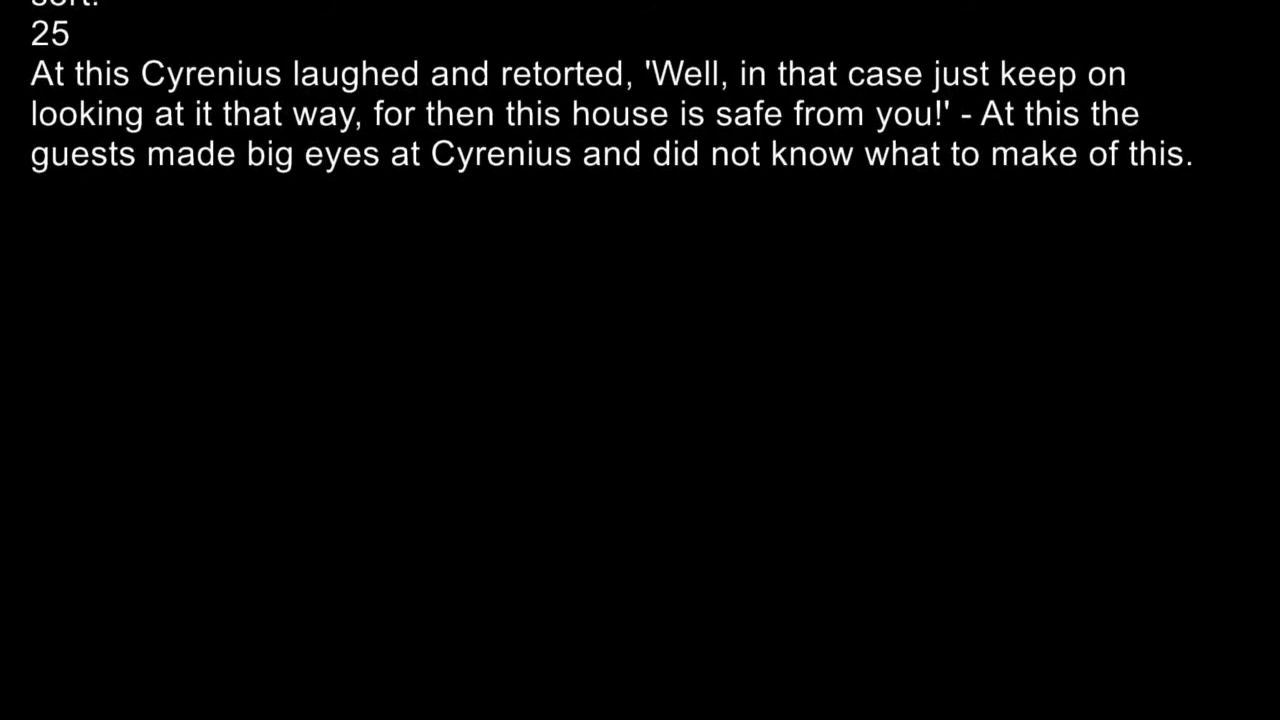 sort.
25
At this Cyrenius laughed and retorted, 'Well, in that case just keep on
looking at it that way, for then this house is safe from you!' - At this the
guests made big eyes at Cyrenius and did not know what to make of this.